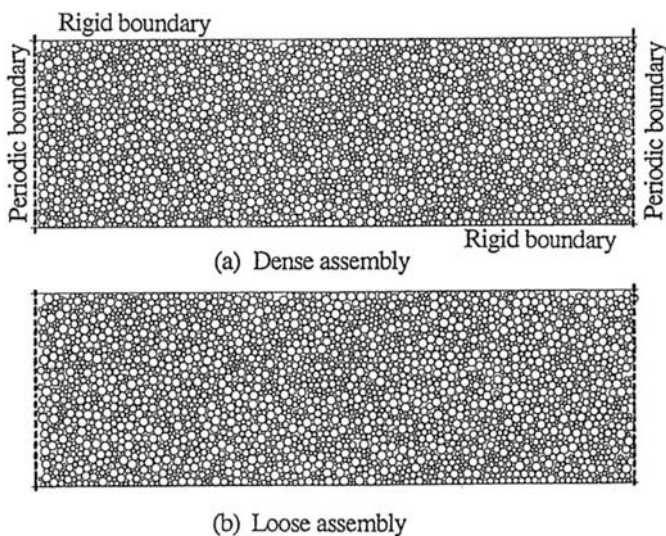 Rigid boundary
Periodic boundary
Periodic boundary
Rigid boundary
(a) Dense assembly
(b) Loose assembly